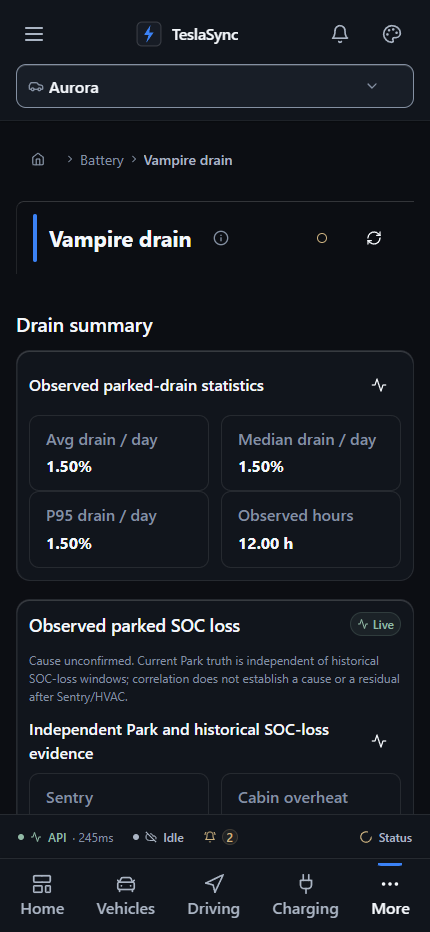 TeslaSync
Aurora
Battery
Vampire drain
Vampire drain
Drain summary
Observed parked-drain statistics
Avg drain / day
1.50%
Median drain / day
1.50%
P95 drain / day
1.50%
Observed hours
12.00 h
Observed parked SOC loss
Live
Cause unconfirmed. Current Park truth is independent of historical
SOC-loss windows; correlation does not establish a cause or a residual
after Sentry/HVAC.
Independent Park and historical SOC-loss
evidence
Sentry
Cabin overheat
API · 245ms
Idle
2
Status
Home
Vehicles
Driving
Charging
More